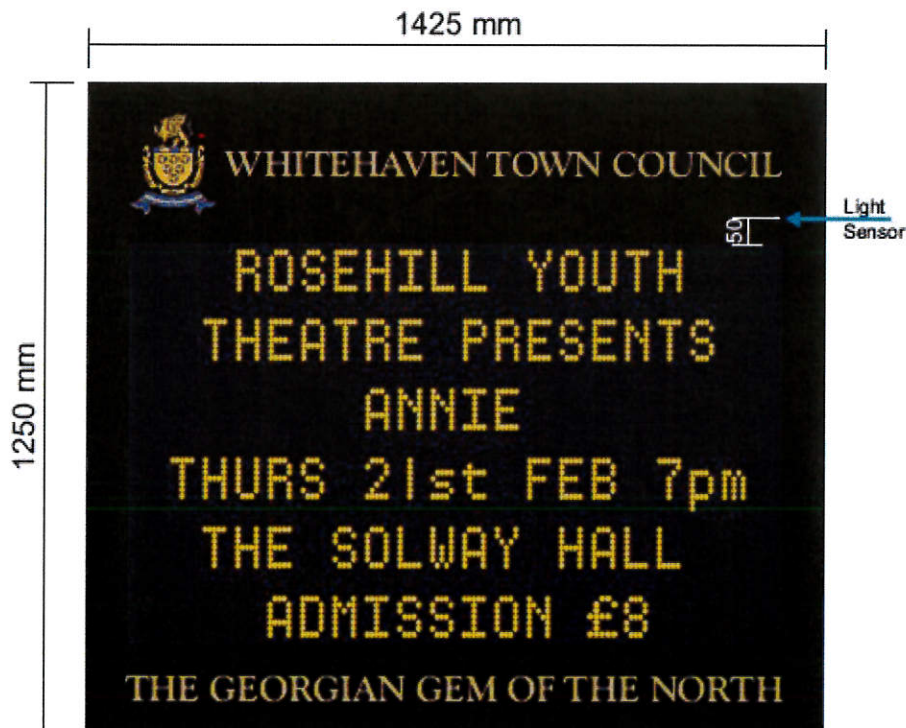 1425 mm
WHITEHAVEN TOWN COUNCIL
Light
Sensor
50
ROSEHILL YOUTH
THEATRE PRESENTS
ANNIE
1250 mm
THURS 21st FEB 7pm
THE SOLWAY HALL
ADMISSION £8
THE GEORGIAN GEM OF THE NORTH